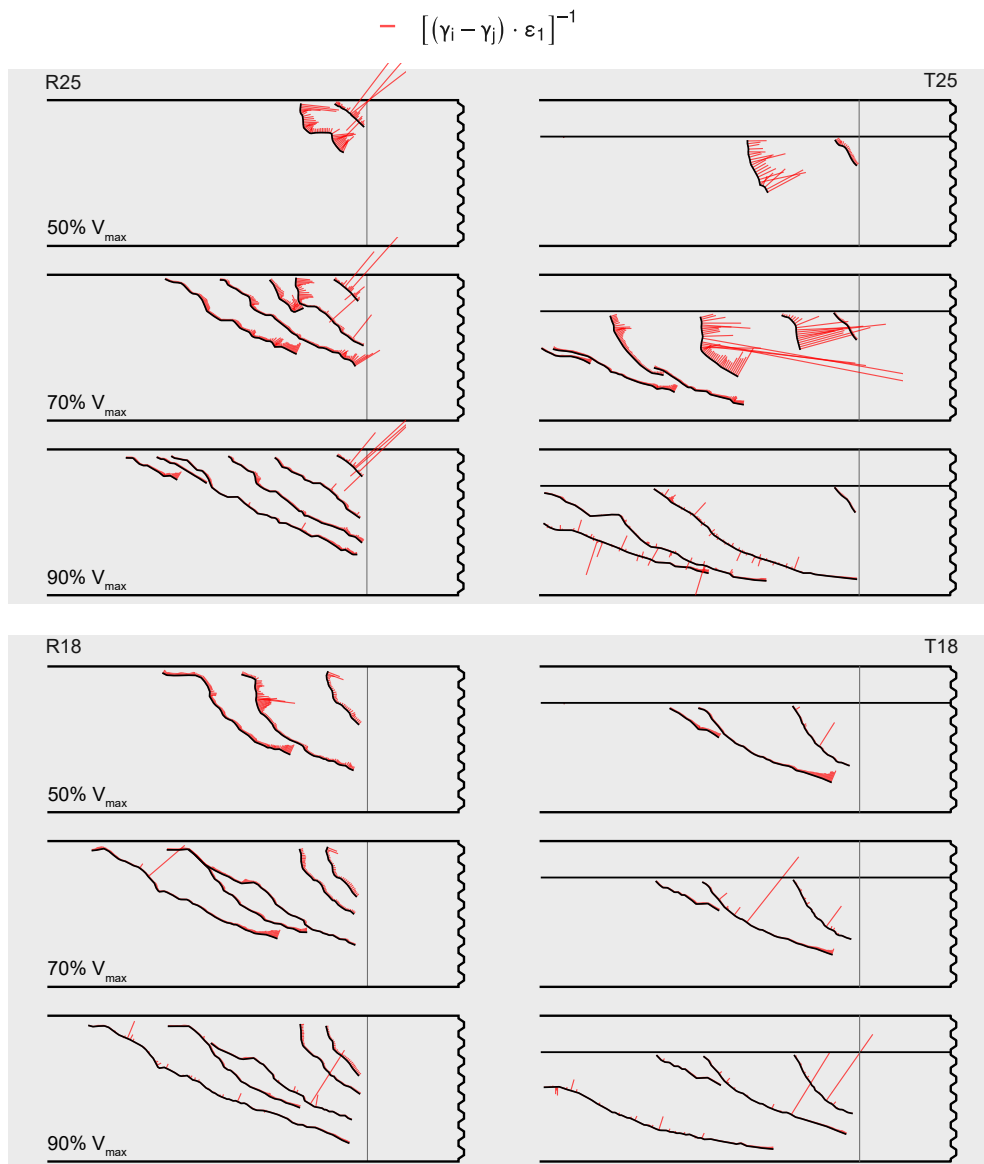 [(γi – γj) · ε1]−1
R25 T25
50% Vmax
70% Vmax
90% Vmax
R18 T18
50% Vmax
70% Vmax
90% Vmax